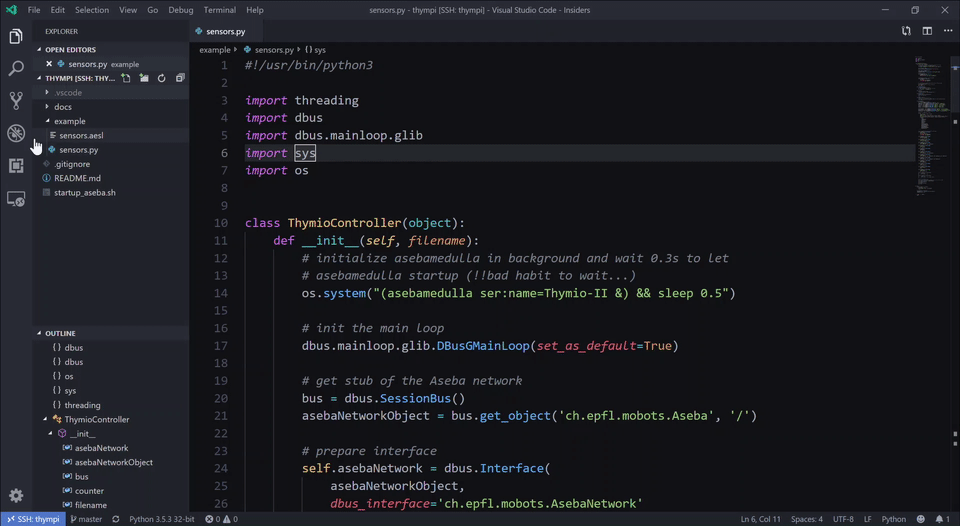 File Edit Selection View Go Debug Terminal Help
sensors.py - thympi [SSH: thympi] - Visual Studio Code - Insiders
EXPLORER
OPEN EDITORS
sensors.py example
THYMPI [SSH: THY...
.vscode
docs
example
sensors.aesl
sensors.py
.gitignore
README.md
startup_aseba.sh
OUTLINE
dbus
dbus
os
sys
threading
ThymioController
__init__
asebaNetwork
asebaNetworkObject
bus
counter
filename
sensors.py
example > sensors.py > {} sys
1 #!/usr/bin/python3
2
3 import threading
4 import dbus
5 import dbus.mainloop.glib
6 import sys
7 import os
8
9
10 class ThymioController(object):
11 def __init__(self, filename):
12 # initialize asebamedulla in background and wait 0.3s to let
13 # asebamedulla startup (!!bad habit to wait...)
14 os.system("(asebamedulla ser:name=Thymio-II &) && sleep 0.5")
15
16 # init the main loop
17 dbus.mainloop.glib.DBusGMainLoop(set_as_default=True)
18
19 # get stub of the Aseba network
20 bus = dbus.SessionBus()
21 asebaNetworkObject = bus.get_object('ch.epfl.mobots.Aseba', '/')
22
23 # prepare interface
24 self.asebaNetwork = dbus.Interface(
25 asebaNetworkObject,
26 dbus_interface='ch.epfl.mobots.AsebaNetwork'
SSH: thympi master Python 3.5.3 32-bit 0 0 Ln 6, Col 11 Spaces: 4 UTF-8 LF Python 1